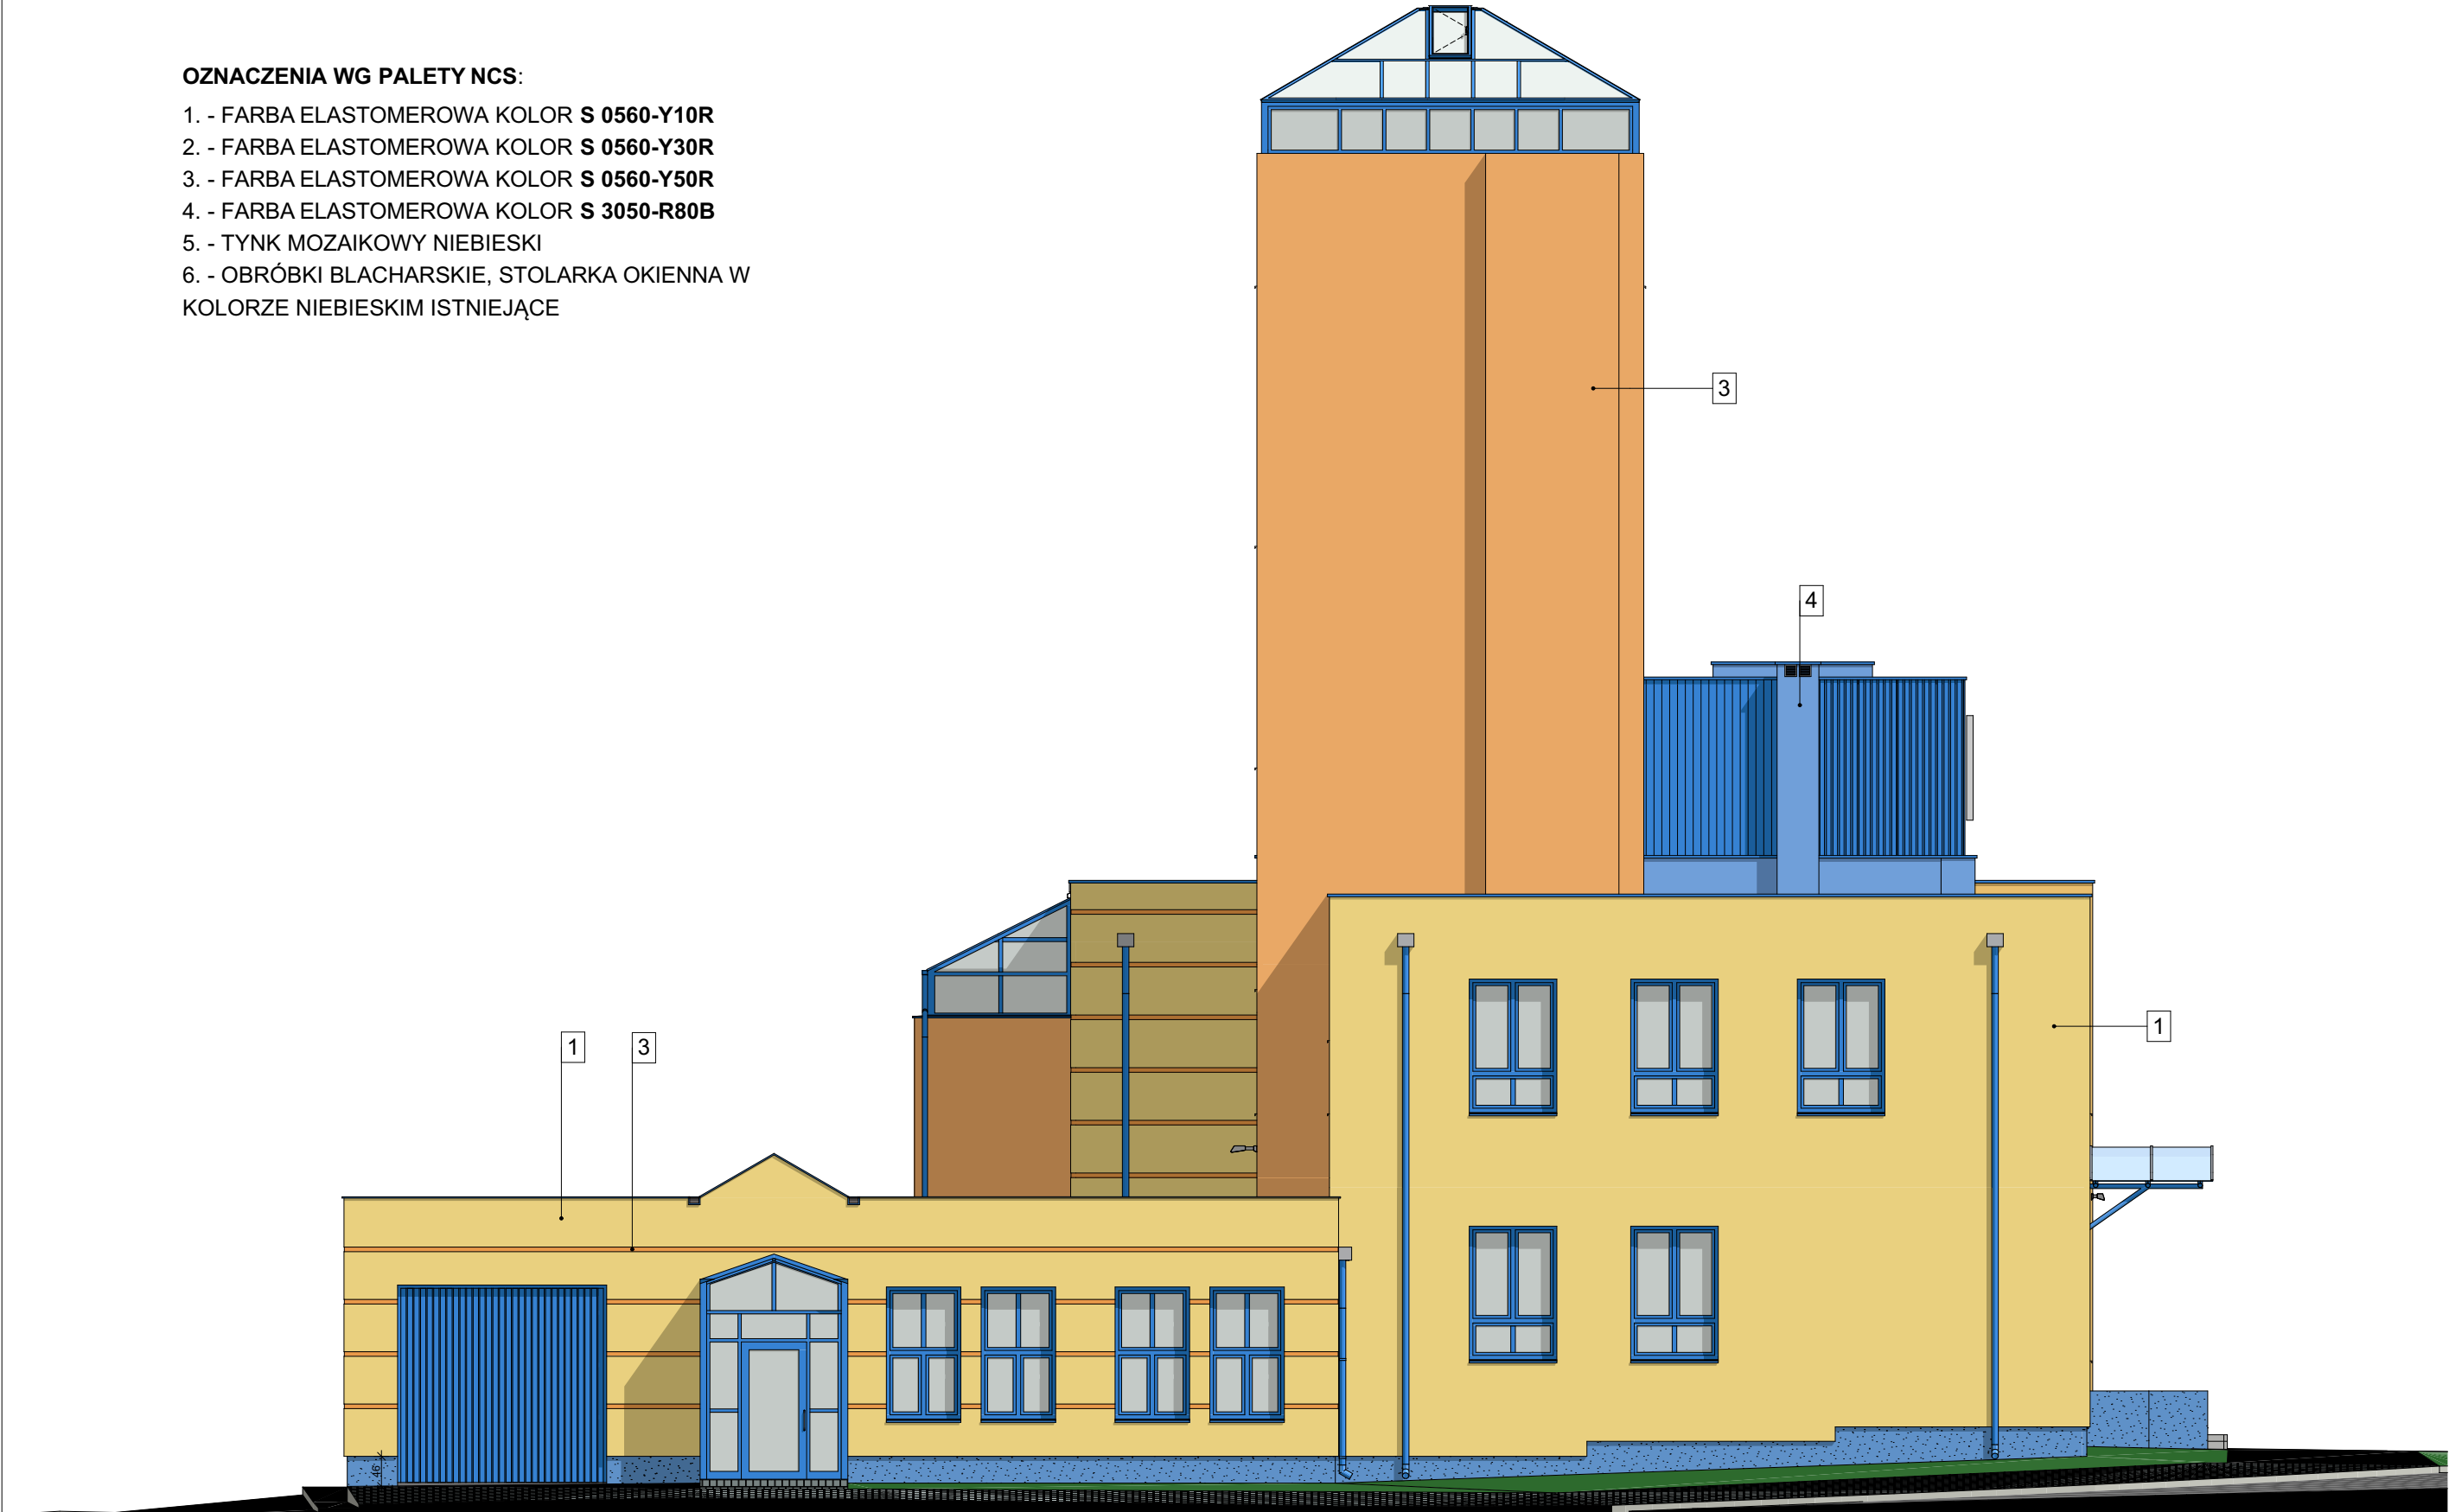 OZNACZENIA WG PALETY NCS:
1. - FARBA ELASTOMEROWA KOLOR S 0560-Y10R
2. - FARBA ELASTOMEROWA KOLOR S 0560-Y30R
3. - FARBA ELASTOMEROWA KOLOR S 0560-Y50R
4. - FARBA ELASTOMEROWA KOLOR S 3050-R80B
5. - TYNK MOZAIKOWY NIEBIESKI
6. - OBRÓBKI BLACHARSKIE, STOLARKA OKIENNA W
KOLORZE NIEBIESKIM ISTNIEJĄCE
3
4
1
1
3
46